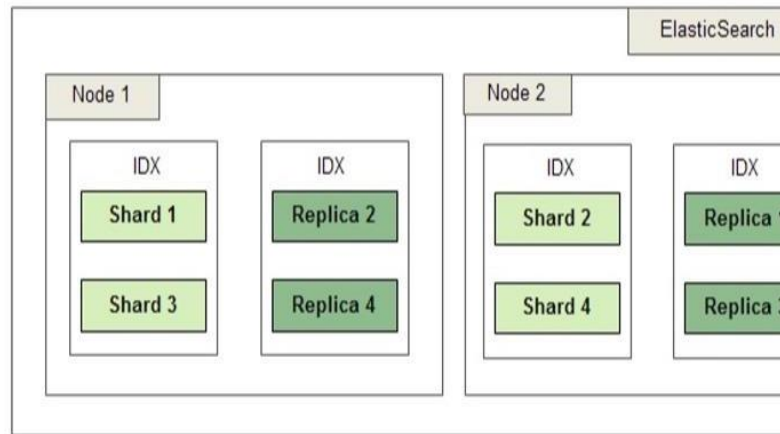 ElasticSearch
Node 1
IDX
Shard 1
Shard 3
IDX
Replica 2
Replica 4
Node 2
IDX
Shard 2
Shard 4
IDX
Replica
Replica